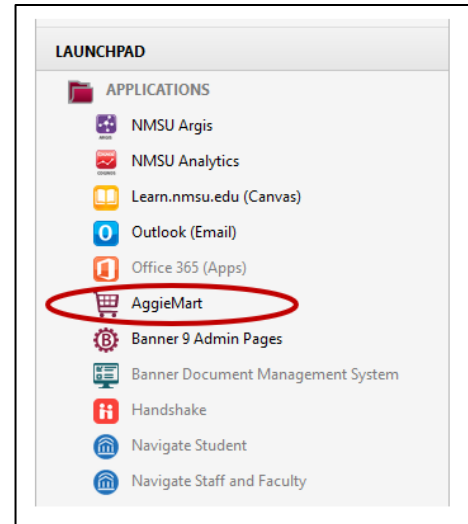 LAUNCHPAD
APPLICATIONS
NMSU Argis
NMSU Analytics
Learn.nmsu.edu (Canvas)
Outlook (Email)
Office 365 (Apps)
AggieMart
Banner 9 Admin Pages
Banner Document Management System
Handshake
Navigate Student
Navigate Staff and Faculty